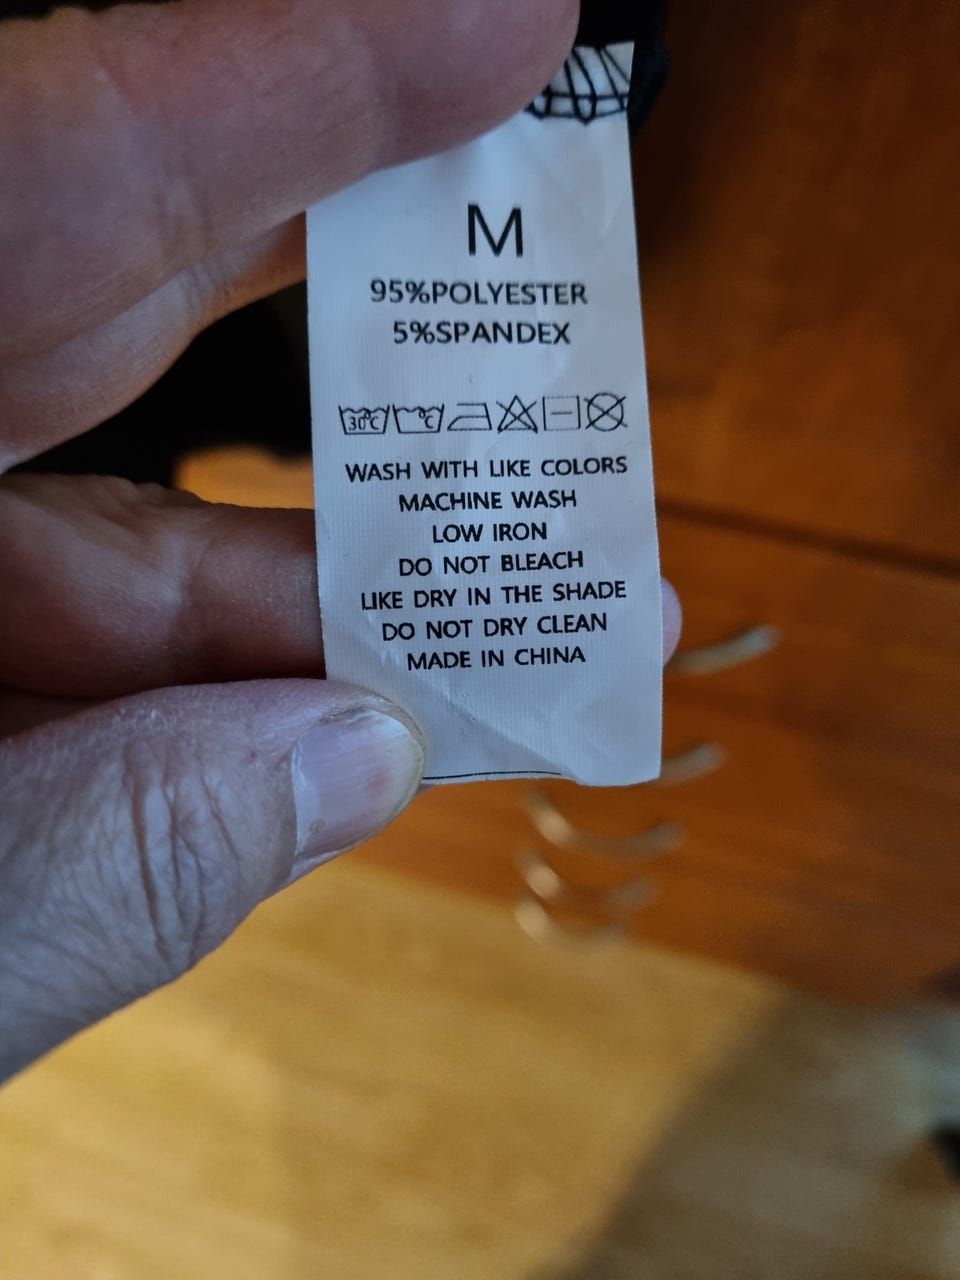 M
95%POLYESTER
5%SPANDEX
30°C °C
WASH WITH LIKE COLORS
MACHINE WASH
LOW IRON
DO NOT BLEACH
LIKE DRY IN THE SHADE
DO NOT DRY CLEAN
MADE IN CHINA